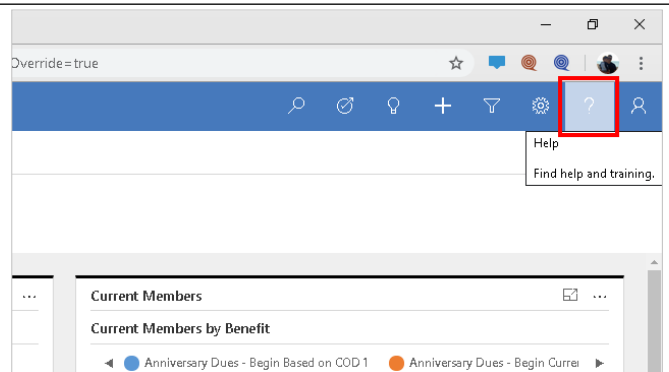 Override=true
?
Help
Find help and training.
Current Members
Current Members by Benefit
Anniversary Dues - Begin Based on COD 1
Anniversary Dues - Begin Curre